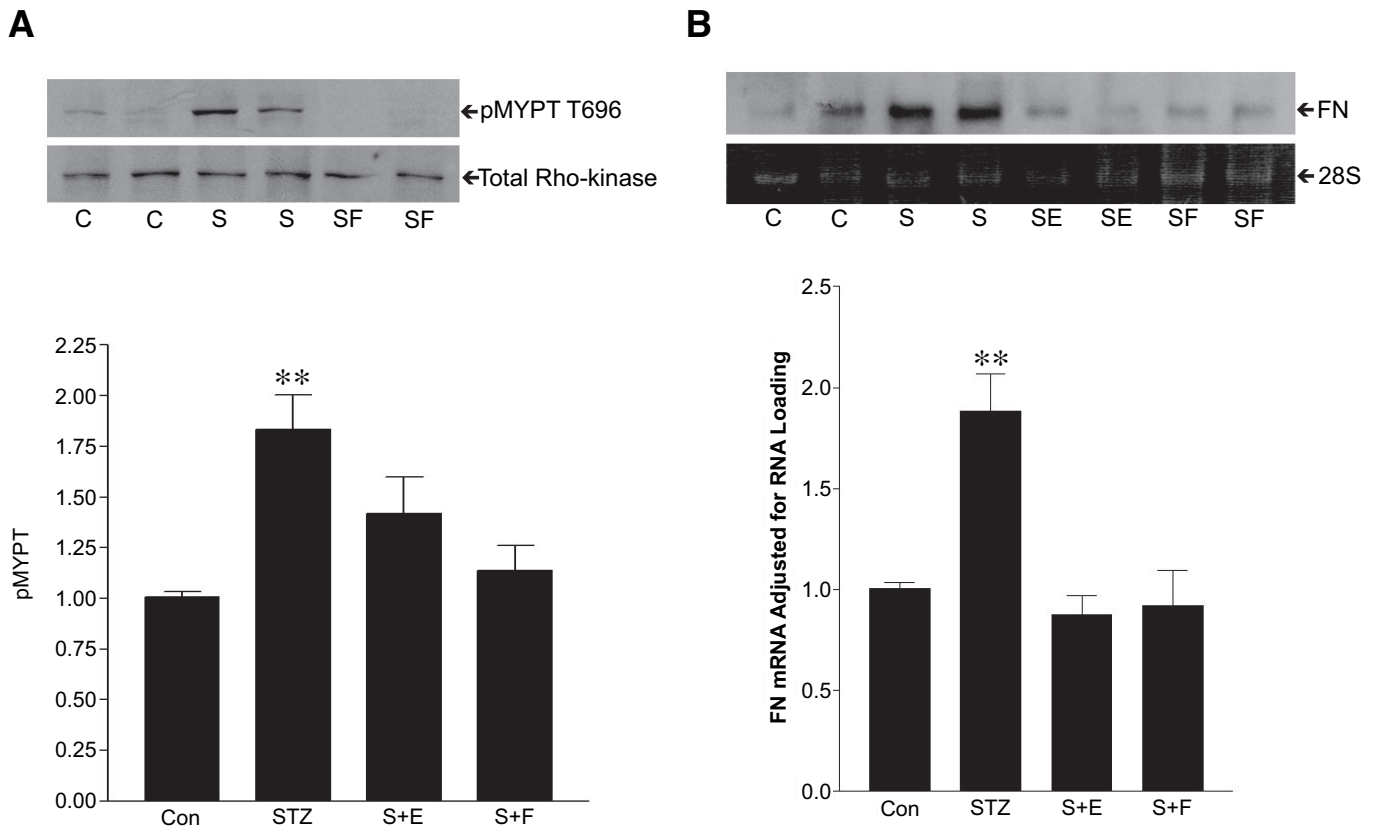 A
pMYPT T696
Total Rho-kinase
C C S S SF SF
2.25
2.00
1.75
1.50
1.25
1.00
0.75
0.50
0.25
0.00
pMYPT
**
Con STZ S+E S+F
B
FN
28S
C C S S SE SE SF SF
2.5
2.0
1.5
1.0
0.5
0.0
FN mRNA Adjusted for RNA Loading
**
Con STZ S+E S+F